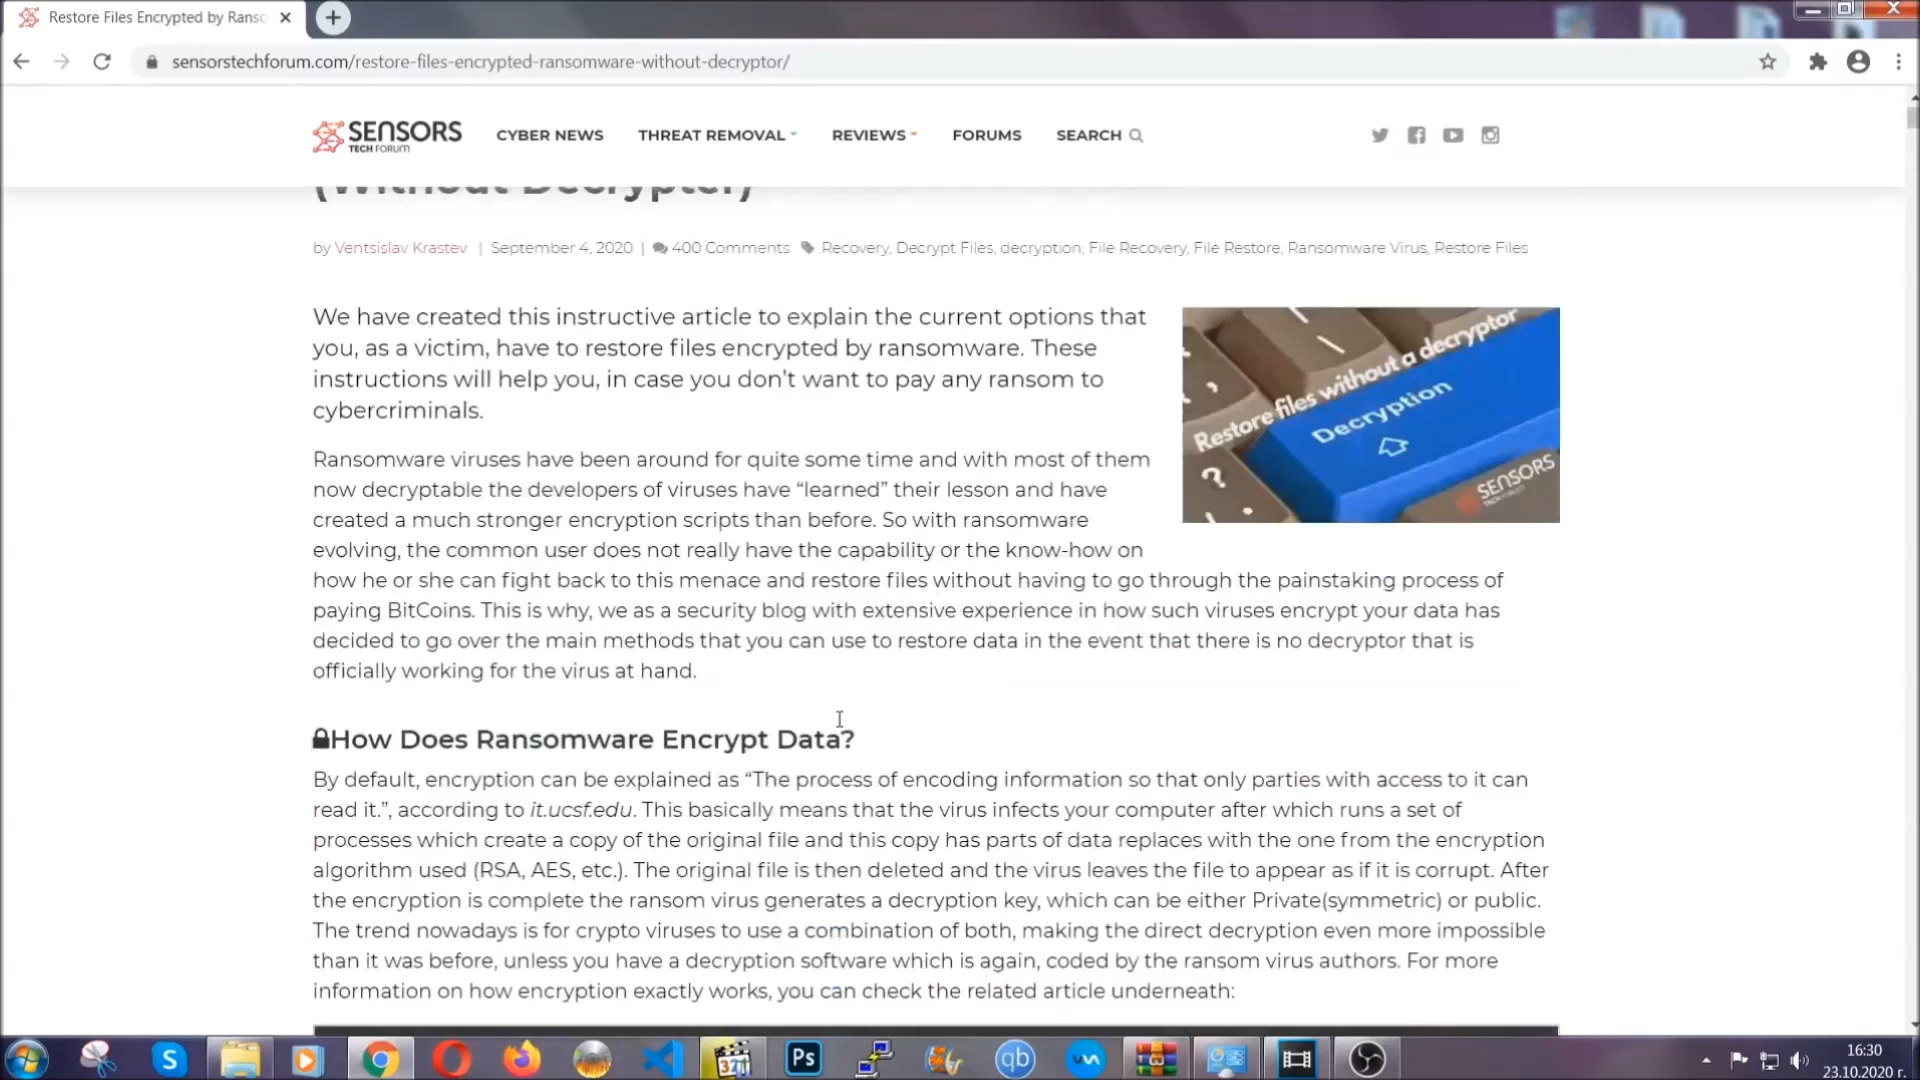 Restore Files Encrypted by Ranso
sensorstechforum.com/restore-files-encrypted-ransomware-without-decryptor/
SENSORS
TECH FORUM
CYBER NEWS THREAT REMOVAL REVIEWS FORUMS SEARCH
(Without Decrypter)
by Ventsislav Krastev | September 4, 2020 | 400 Comments Recovery, Decrypt Files, decryption, File Recovery, File Restore, Ransomware Virus, Restore Files
We have created this instructive article to explain the current options that
you, as a victim, have to restore files encrypted by ransomware. These
instructions will help you, in case you don’t want to pay any ransom to
cybercriminals.
Restore files without a decryptor
Decryption
SENSORS
Ransomware viruses have been around for quite some time and with most of them
now decryptable the developers of viruses have “learned” their lesson and have
created a much stronger encryption scripts than before. So with ransomware
evolving, the common user does not really have the capability or the know-how on
how he or she can fight back to this menace and restore files without having to go through the painstaking process of
paying BitCoins. This is why, we as a security blog with extensive experience in how such viruses encrypt your data has
decided to go over the main methods that you can use to restore data in the event that there is no decryptor that is
officially working for the virus at hand.
How Does Ransomware Encrypt Data?
By default, encryption can be explained as “The process of encoding information so that only parties with access to it can
read it.”, according to it.ucsf.edu. This basically means that the virus infects your computer after which runs a set of
processes which create a copy of the original file and this copy has parts of data replaces with the one from the encryption
algorithm used (RSA, AES, etc.). The original file is then deleted and the virus leaves the file to appear as if it is corrupt. After
the encryption is complete the ransom virus generates a decryption key, which can be either Private(symmetric) or public.
The trend nowadays is for crypto viruses to use a combination of both, making the direct decryption even more impossible
than it was before, unless you have a decryption software which is again, coded by the ransom virus authors. For more
information on how encryption exactly works, you can check the related article underneath:
16:30
23.10.2020 г.